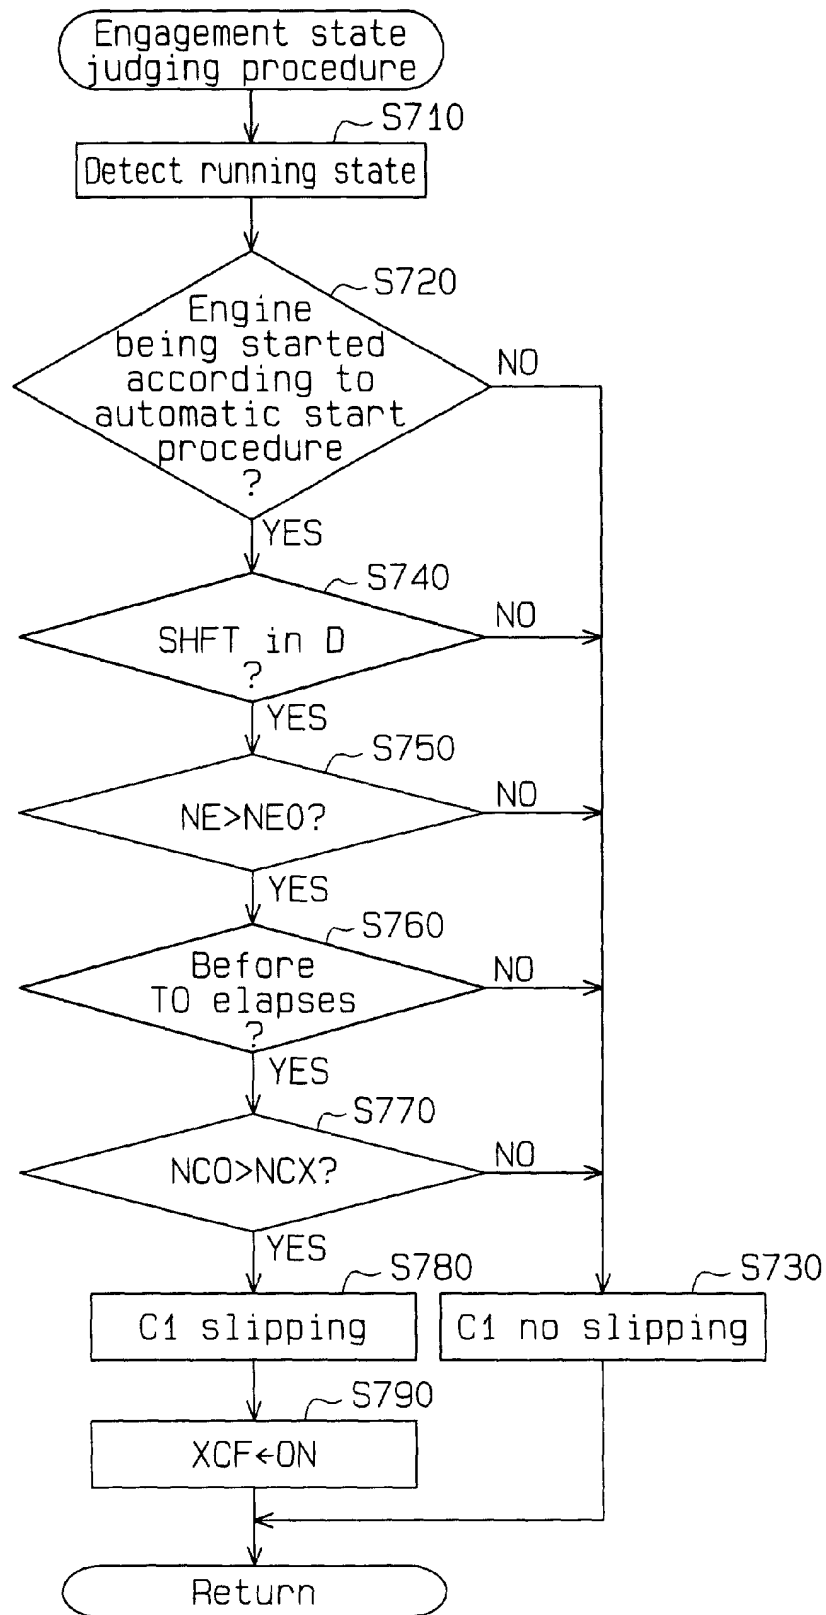 Engagement state
judging procedure
S710
Detect running state
S720
Engine
being started
according to
automatic start
procedure
?
NO
YES
S740
SHFT in D
?
NO
YES
S750
NE>NE0?
NO
YES
S760
Before
T0 elapses
?
NO
YES
S770
NC0>NCX?
NO
YES
S780
C1 slipping
S730
C1 no slipping
S790
XCF←ON
Return